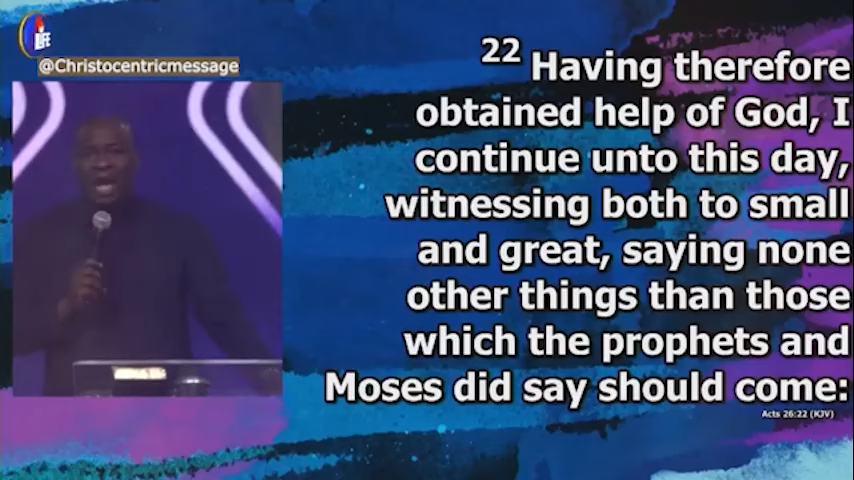 LIFE
@Christocentricmessage
22 Having therefore
obtained help of God, I
continue unto this day,
witnessing both to small
and great, saying none
other things than those
which the prophets and
Moses did say should come:
Acts 26:22 (KJV)